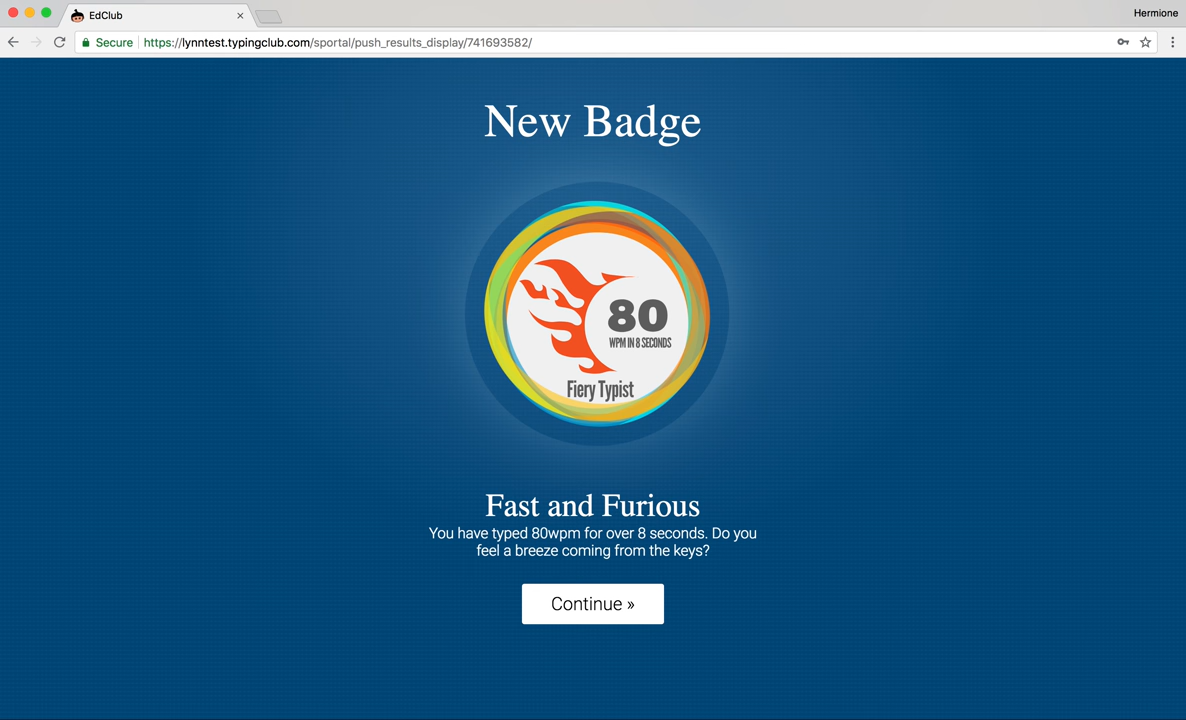 EdClub
Hermione
Secure https://lynntest.typingclub.com/sportal/push_results_display/741693582/
New Badge
80
WPM IN 8 SECONDS
Fiery Typist
Fast and Furious
You have typed 80wpm for over 8 seconds. Do you
feel a breeze coming from the keys?
Continue »